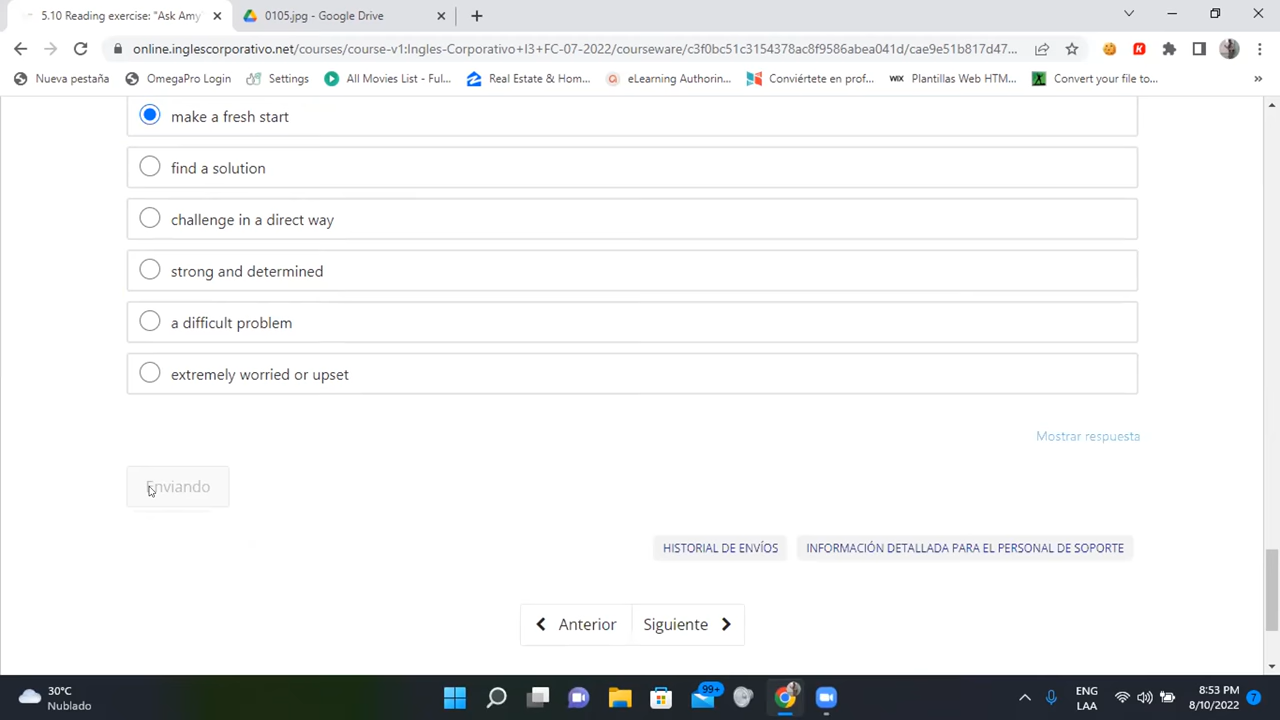 5.10 Reading exercise: "Ask Amy
0105.jpg - Google Drive
online.inglescorporativo.net/courses/course-v1:Ingles-Corporativo+I3+FC-07-2022/courseware/c3f0bc51c3154378ac8f9586abea041d/cae9e51b817d47...
Nueva pestaña
OmegaPro Login
Settings
All Movies List - Ful...
Real Estate & Hom...
eLearning Authorin...
Conviértete en prof...
WIX Plantillas Web HTM...
Convert your file to...
»
make a fresh start
find a solution
challenge in a direct way
strong and determined
a difficult problem
extremely worried or upset
Mostrar respuesta
Enviando
HISTORIAL DE ENVÍOS
INFORMACIÓN DETALLADA PARA EL PERSONAL DE SOPORTE
Anterior
Siguiente
30°C
Nublado
99+
ENG
LAA
8:53 PM
8/10/2022
7